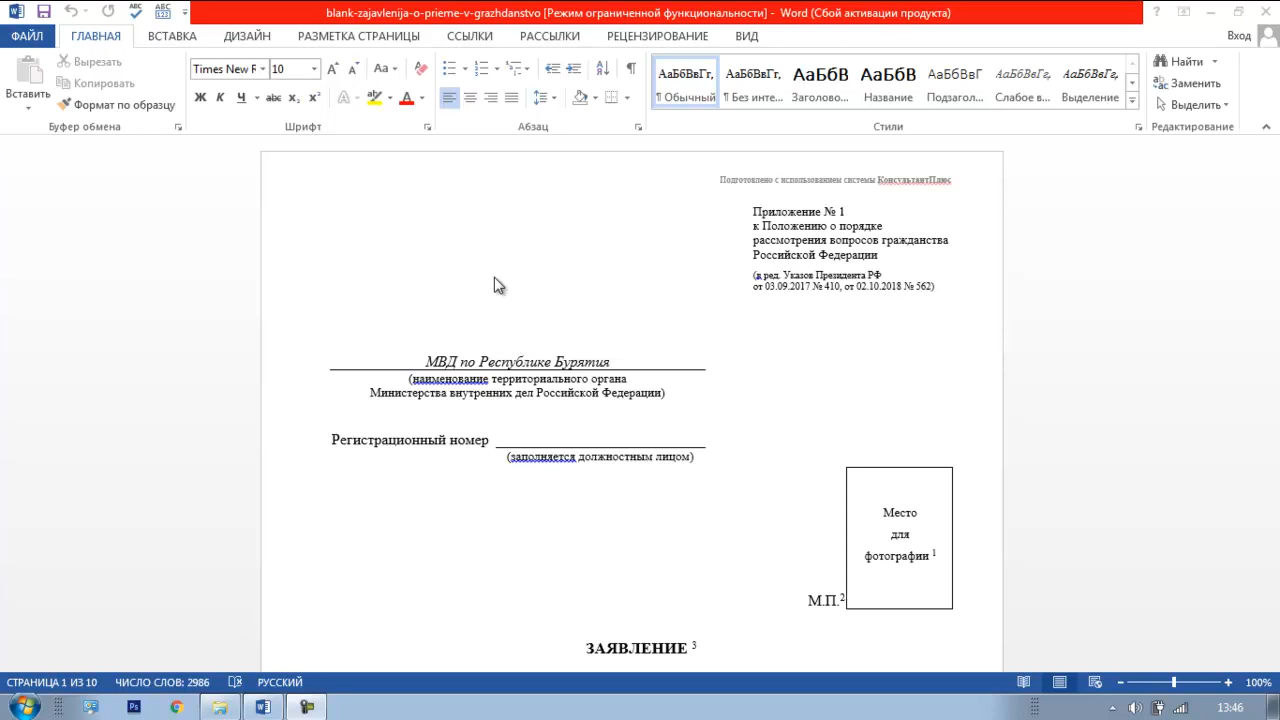 blank-zajavlenija-o-prieme-v-grazhdanstvo [Режим ограниченной функциональности] - Word (Сбой активации продукта)
ФАЙЛ ГЛАВНАЯ ВСТАВКА ДИЗАЙН РАЗМЕТКА СТРАНИЦЫ ССЫЛКИ РАССЫЛКИ РЕЦЕНЗИРОВАНИЕ ВИД Вход
Вставить
Вырезать
Копировать
Формат по образцу
Буфер обмена
Times New R 10
Aa
Ж К Ч abc x₂ x²
Шрифт
Абзац
АаБбВвГг, АаБбВвГг, АаБбВ АаБбВ АаБбВвГ АаБбВвГг, АаБбВвГг,
¶ Обычный ¶ Без инте... Заголово... Название Подзагол... Слабое в... Выделение
Стили
Найти
Заменить
Выделить
Редактирование
Подготовлено с использованием системы КонсультантПлюс
Приложение № 1
к Положению о порядке
рассмотрения вопросов гражданства
Российской Федерации
(в ред. Указов Президента РФ
от 03.09.2017 № 410, от 02.10.2018 № 562)
МВД по Республике Бурятия
(наименование территориального органа
Министерства внутренних дел Российской Федерации)
Регистрационный номер
(заполняется должностным лицом)
Место
для
фотографии 1
М.П.2
ЗАЯВЛЕНИЕ 3
СТРАНИЦА 1 ИЗ 10 ЧИСЛО СЛОВ: 2986 РУССКИЙ 100%
13:46